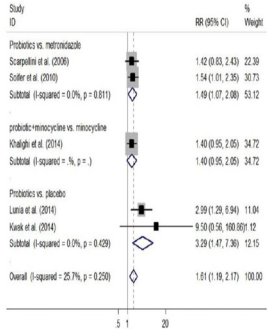 Study %
ID RR (95% CI) Weight
Probiotics vs. metronidazole
Scarpellini et al. (2006) 1.42 (0.83, 2.43) 22.39
Soifer et al. (2010) 1.54 (1.01, 2.35) 30.73
Subtotal (I-squared = 0.0%, p = 0.811) 1.49 (1.07, 2.08) 53.12
probiotic+minocycline vs. minocycline
Khalighi et al. (2014) 1.40 (0.95, 2.05) 34.72
Subtotal (I-squared = .%, p = .) 1.40 (0.95, 2.05) 34.72
Probiotics vs. placebo
Lunia et al. (2014) 2.99 (1.29, 6.94) 11.04
Kwak et al. (2014) 9.50 (0.56, 160.66)1.12
Subtotal (I-squared = 0.0%, p = 0.429) 3.29 (1.47, 7.36) 12.15
Overall (I-squared = 25.7%, p = 0.250) 1.61 (1.19, 2.17) 100.00
.5 1 20